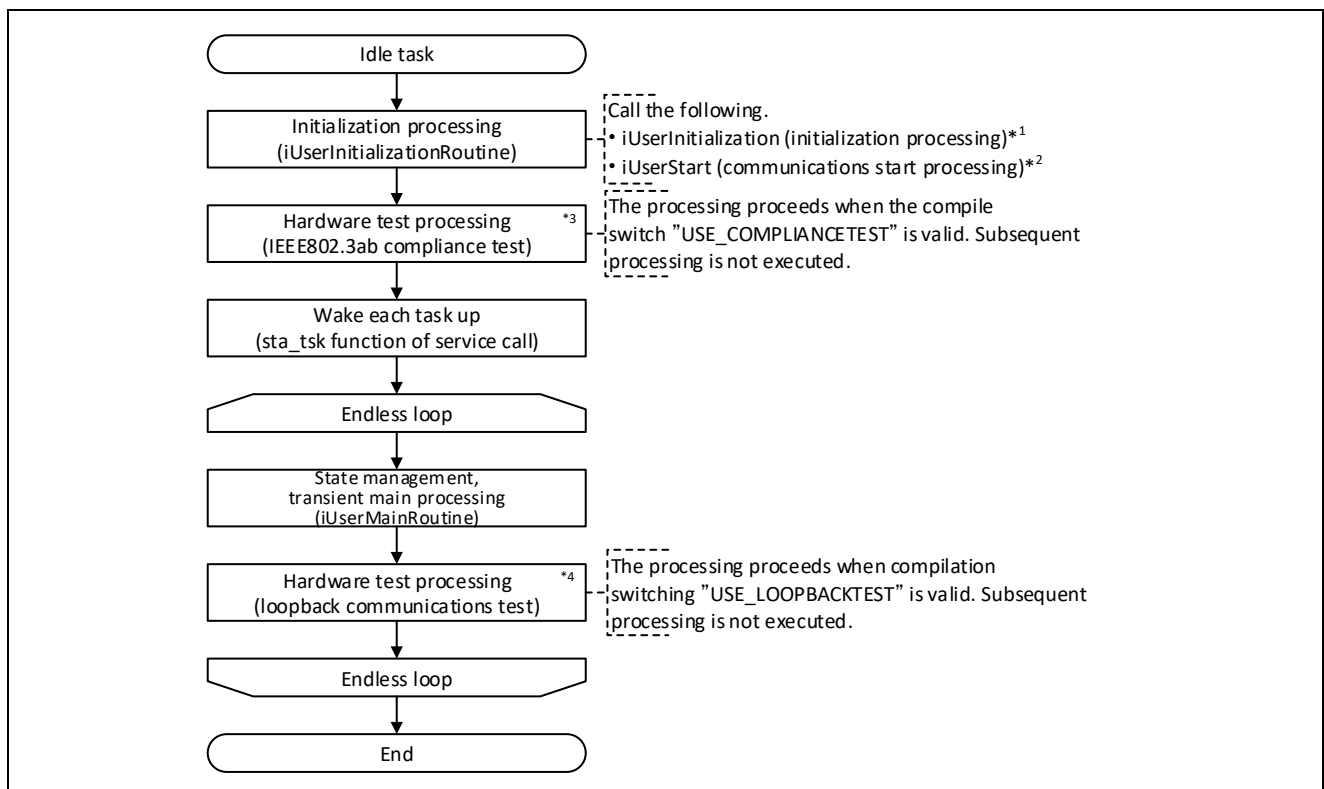 Idle task
Initialization processing
(iUserInitializationRoutine)
Call the following.
• iUserInitialization (initialization processing)*1
• iUserStart (communications start processing)*2
Hardware test processing *3
(IEEE802.3ab compliance test)
The processing proceeds when the compile
switch ”USE_COMPLIANCETEST” is valid. Subsequent
processing is not executed.
Wake each task up
(sta_tsk function of service call)
Endless loop
State management,
transient main processing
(iUserMainRoutine)
Hardware test processing *4
(loopback communications test)
The processing proceeds when compilation
switching ”USE_LOOPBACKTEST” is valid. Subsequent
processing is not executed.
Endless loop
End